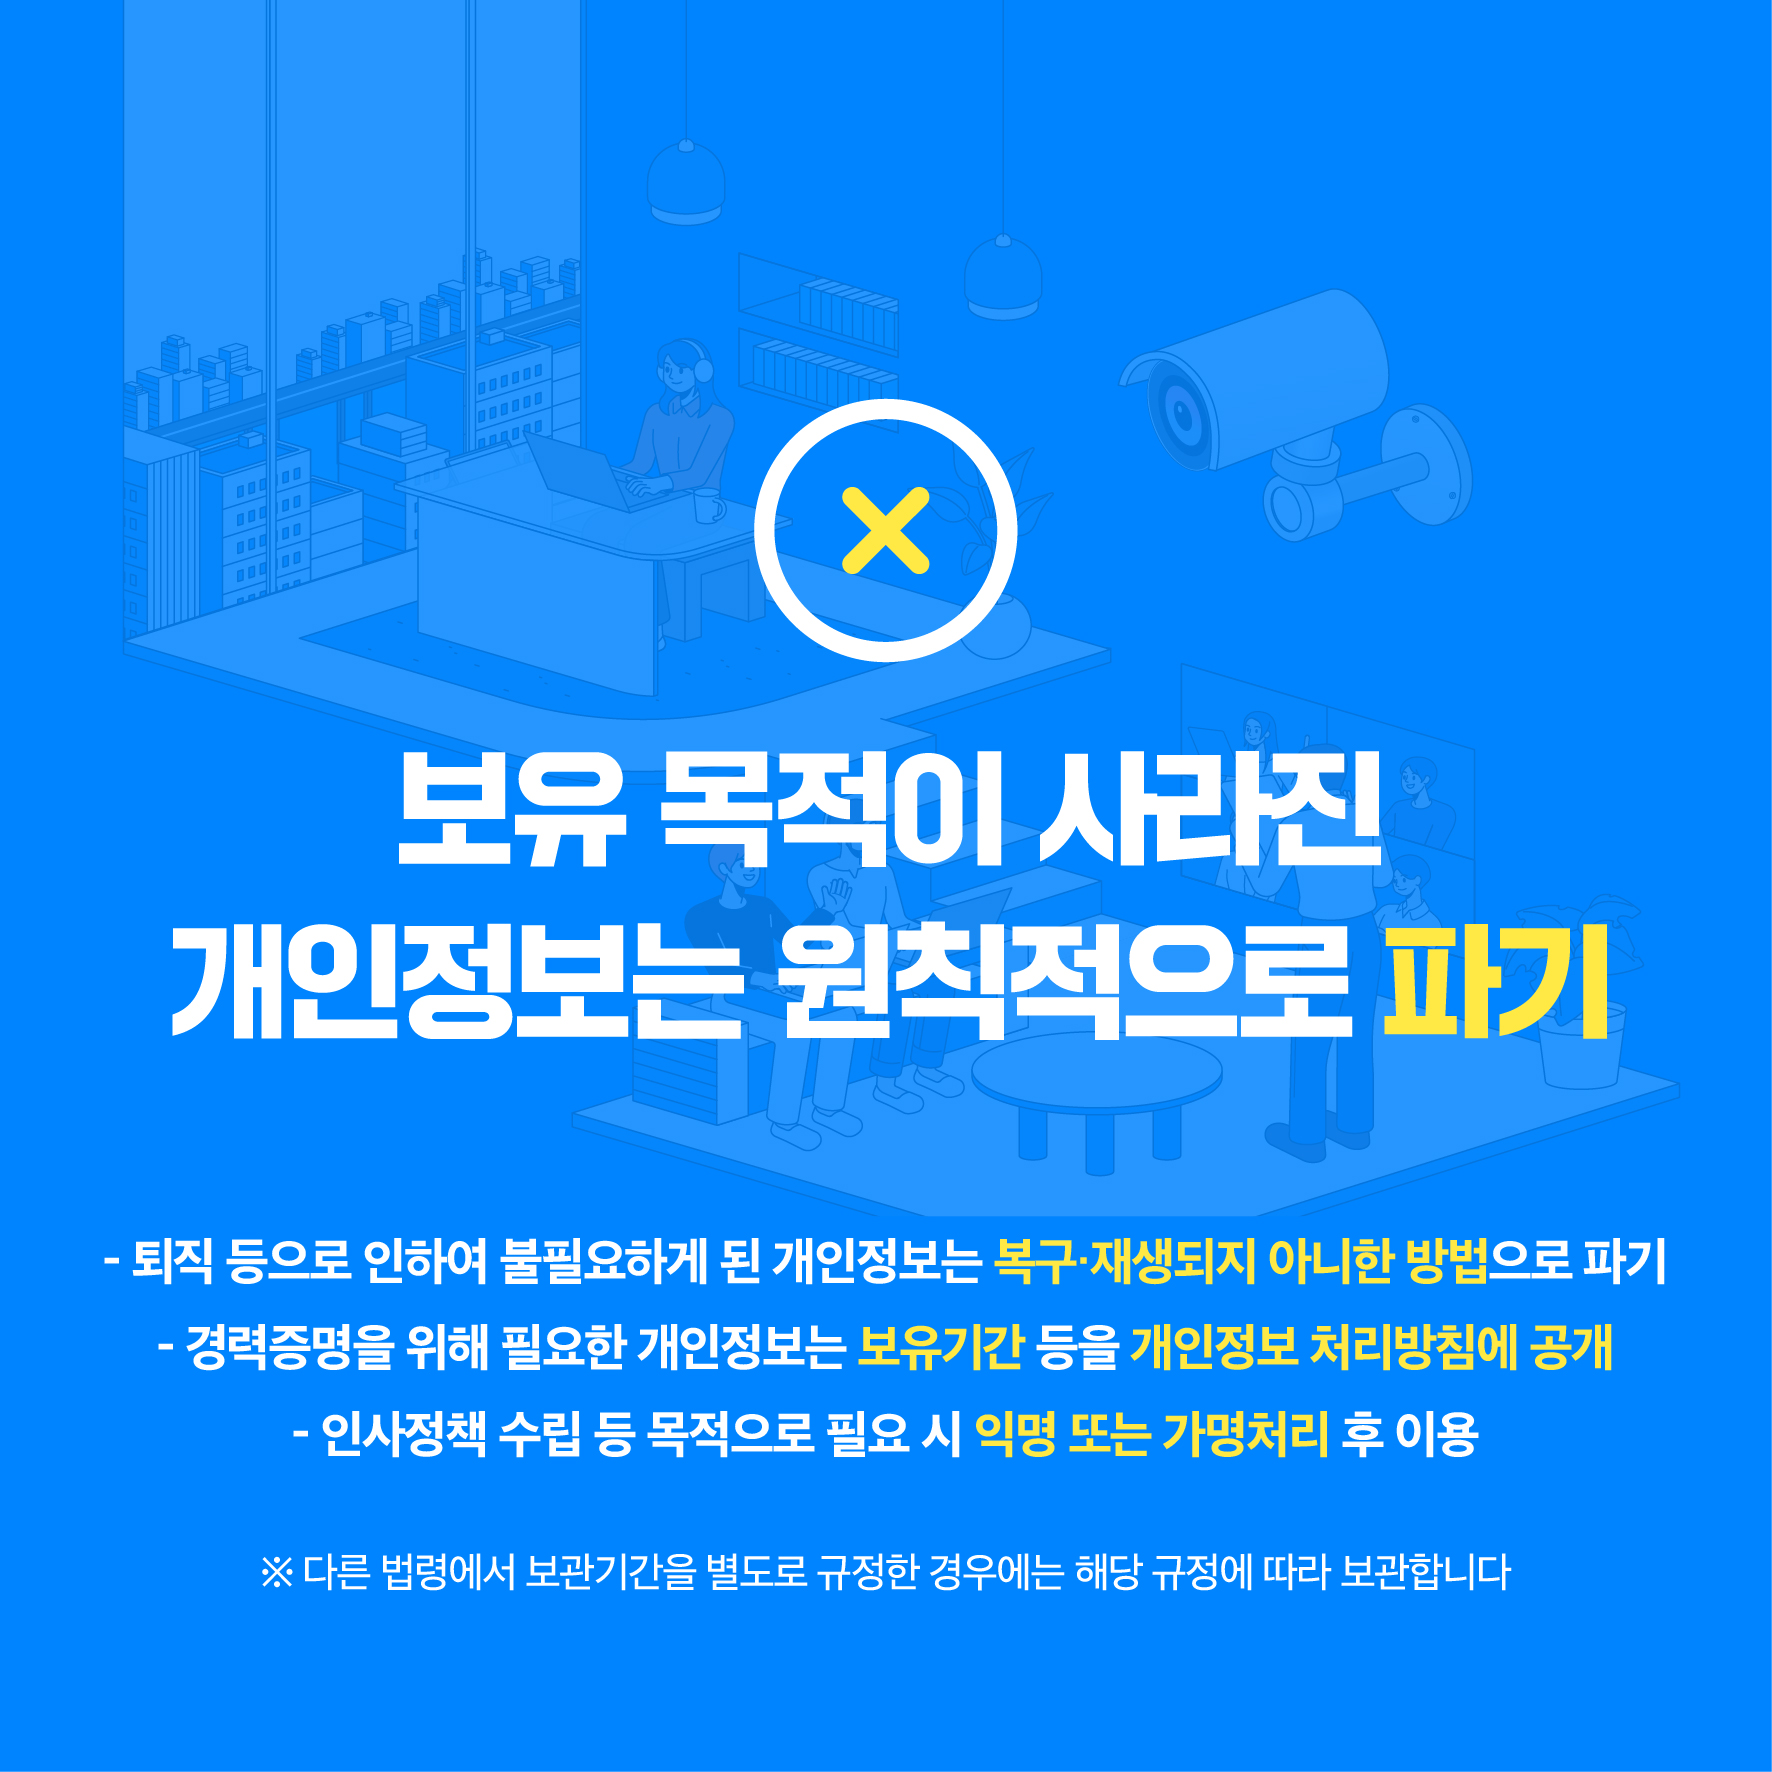 보유 목적이 사라진
개인정보는 원칙적으로 파기
- 퇴직 등으로 인하여 불필요하게 된 개인정보는 복구·재생되지 아니한 방법으로 파기
- 경력증명을 위해 필요한 개인정보는 보유기간 등을 개인정보 처리방침에 공개
- 인사정책 수립 등 목적으로 필요 시 익명 또는 가명처리 후 이용
※ 다른 법령에서 보관기간을 별도로 규정한 경우에는 해당 규정에 따라 보관합니다